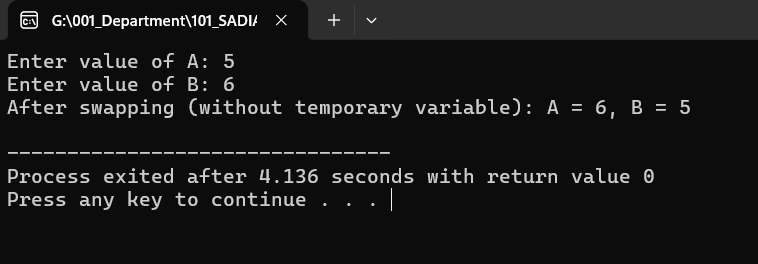 G:\001_Department\101_SADIA
Enter value of A: 5
Enter value of B: 6
After swapping (without temporary variable): A = 6, B = 5
--------------------------------
Process exited after 4.136 seconds with return value 0
Press any key to continue . . .